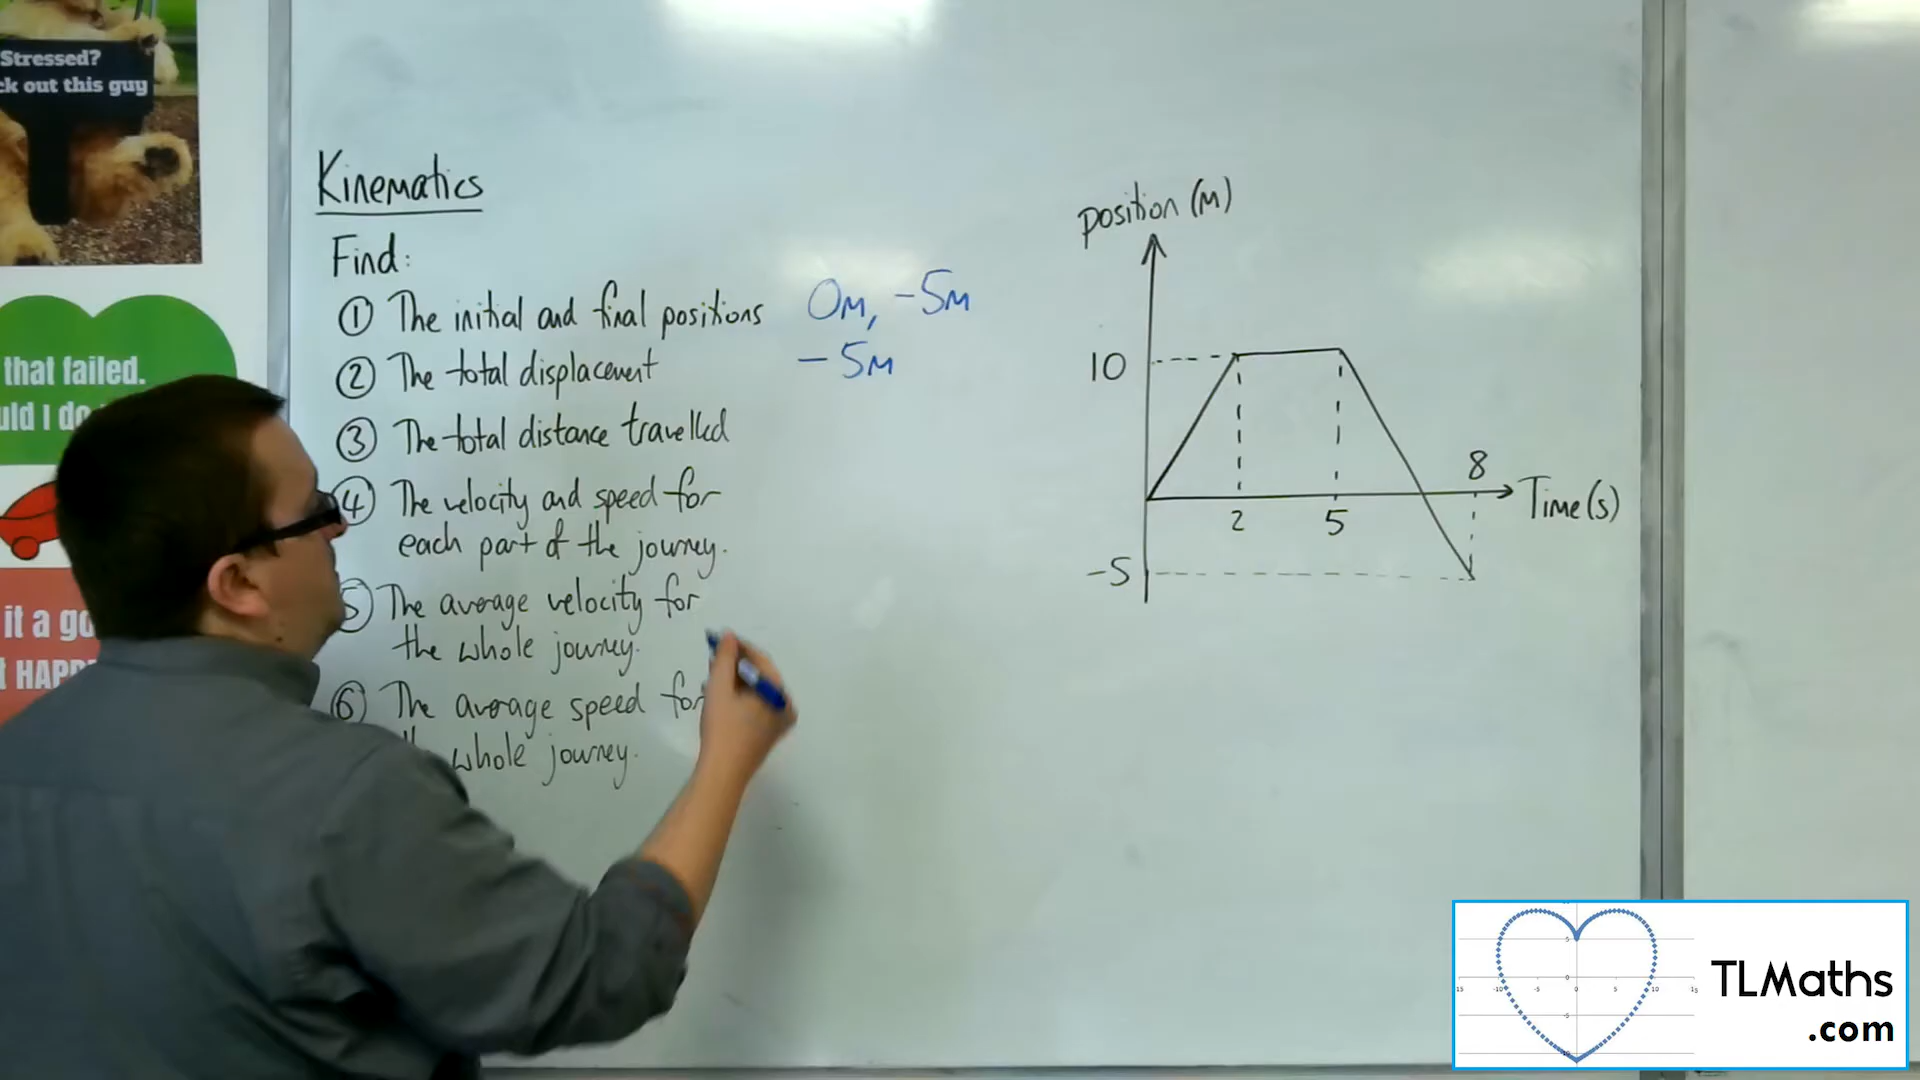 Stressed?
ck out this guy
that failed.
uld I do
it a go
HAPP
Kinematics
Find:
① The initial and final positions 0m, -5m
② The total displacement -5m
③ The total distance travelled
④ The velocity and speed for
each part of the journey.
⑤ The average velocity for
the whole journey.
⑥ The average speed for
whole journey.
position (m)
10
8
Time (s)
2 5
-5
TLMaths
.com